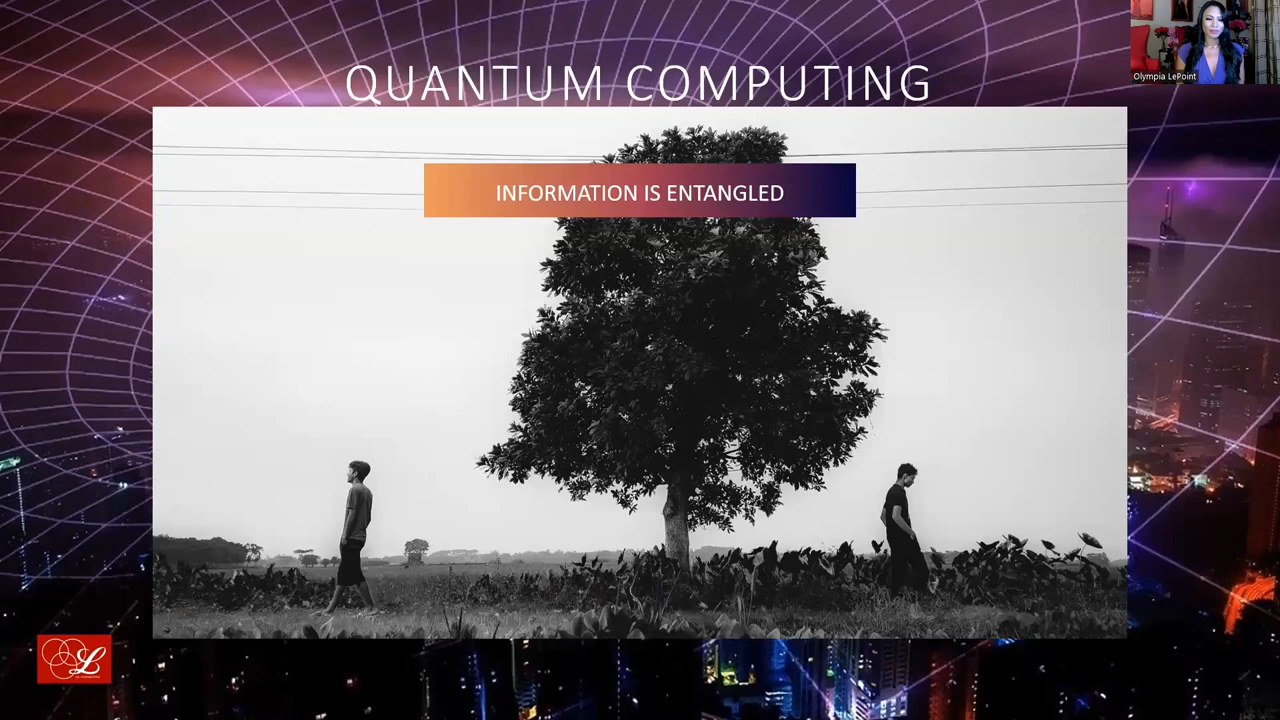 QUANTUM COMPUTING
Olympia LePoint
INFORMATION IS ENTANGLED
L